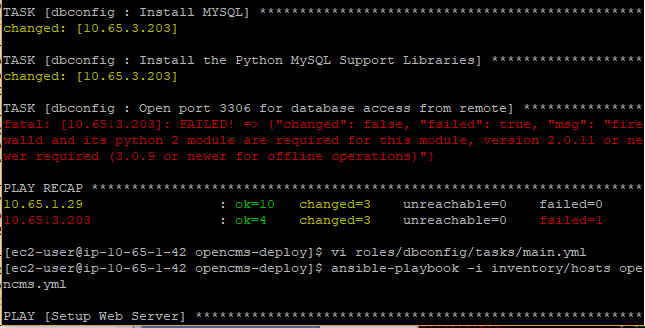 TASK [dbconfig : Install MYSQL] ************************************************
changed: [10.65.3.203]
TASK [dbconfig : Install the Python MySQL Support Libraries] *******************
changed: [10.65.3.203]
TASK [dbconfig : Open port 3306 for database access from remote] ***************
fatal: [10.65.3.203]: FAILED! => {"changed": false, "failed": true, "msg": "fire
walld and its python 2 module are required for this module, version 2.0.11 or ne
wer required (3.0.9 or newer for offline operations)"}
PLAY RECAP *********************************************************************
10.65.1.29 : ok=10 changed=3 unreachable=0 failed=0
10.65.3.203 : ok=4 changed=3 unreachable=0 failed=1
[ec2-user@ip-10-65-1-42 opencms-deploy]$ vi roles/dbconfig/tasks/main.yml
[ec2-user@ip-10-65-1-42 opencms-deploy]$ ansible-playbook -i inventory/hosts ope
ncms.yml
PLAY [Setup Web Server] ********************************************************